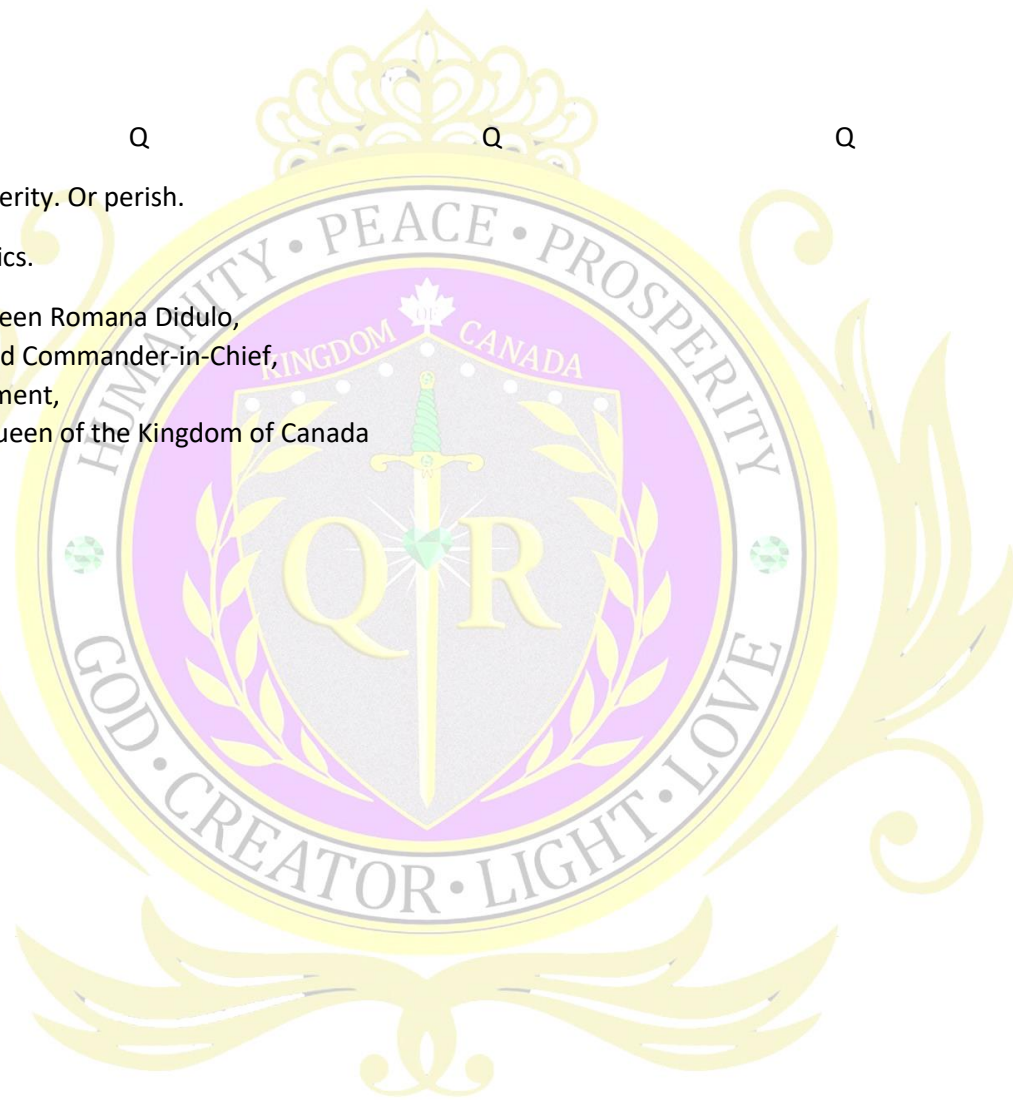 Q Q Q
erity. Or perish.
ics.
een Romana Didulo,
d Commander-in-Chief,
ment,
ueen of the Kingdom of Canada
HUMANITY • PEACE • PROSPERITY
KINGDOM OF CANADA
QR
GOD • CREATOR • LIGHT • LOVE